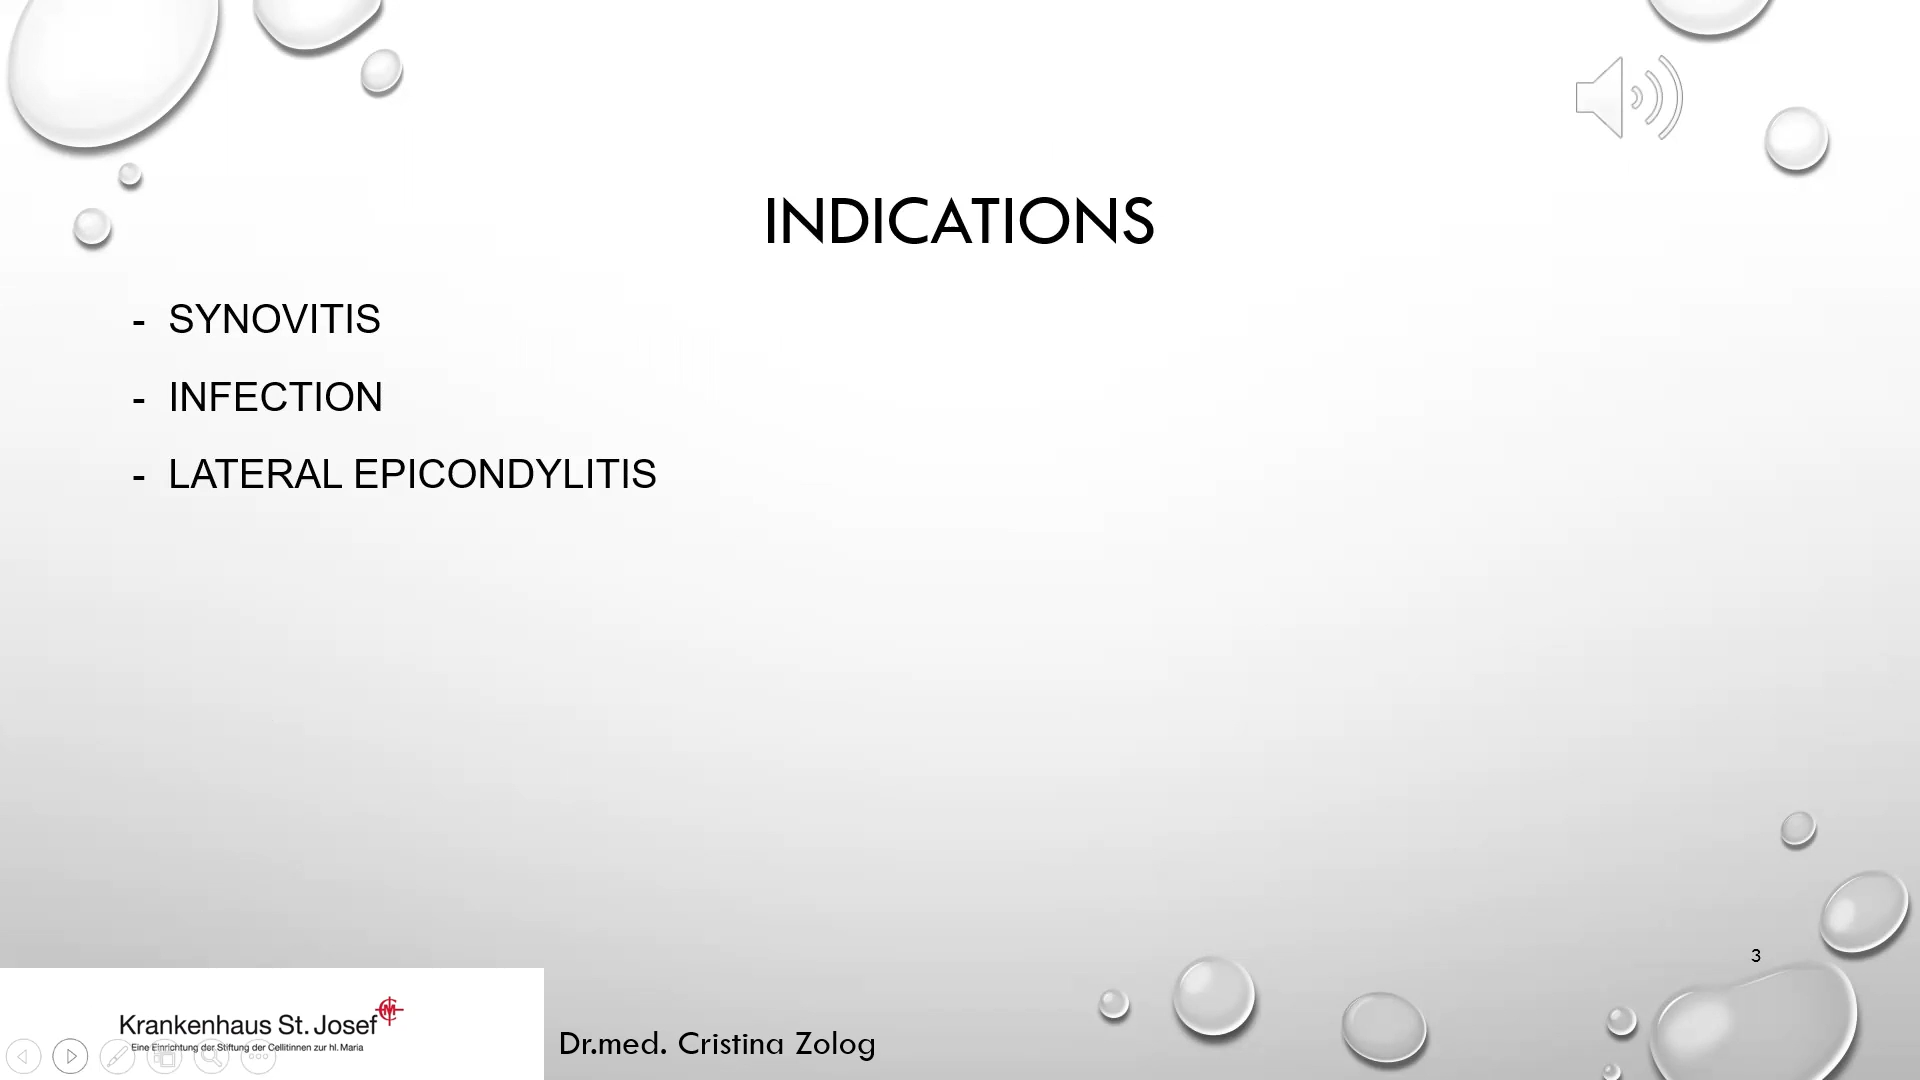 INDICATIONS
- SYNOVITIS
- INFECTION
- LATERAL EPICONDYLITIS
3
Krankenhaus St. Josef
Eine Einrichtung der Stiftung der Cellitinnen zur hl. Maria
Dr.med. Cristina Zolog